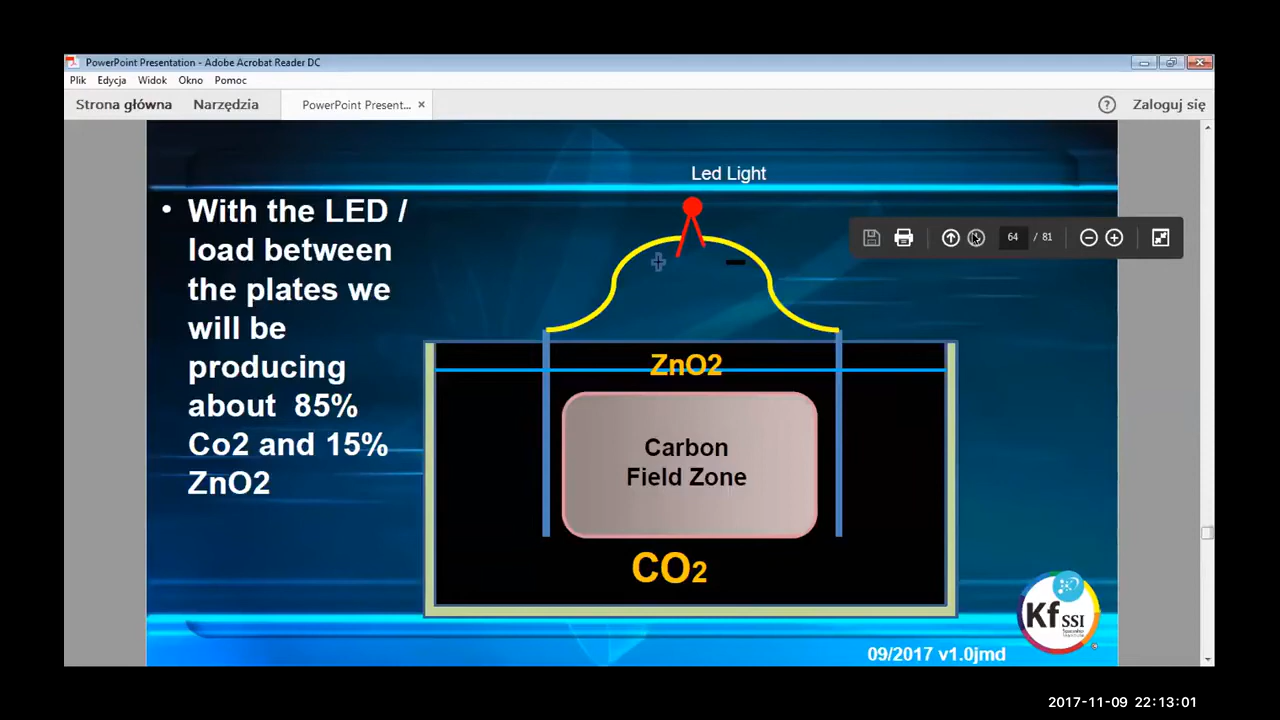 PowerPoint Presentation - Adobe Acrobat Reader DC
Plik Edycja Widok Okno Pomoc
Strona główna Narzędzia PowerPoint Present... × ? Zaloguj się
64 / 81
Led Light
• With the LED /
load between
the plates we
will be
producing
about 85%
Co2 and 15%
ZnO2
+ −
ZnO2
Carbon
Field Zone
CO2
Kf SSI
09/2017 v1.0jmd
2017-11-09 22:13:01